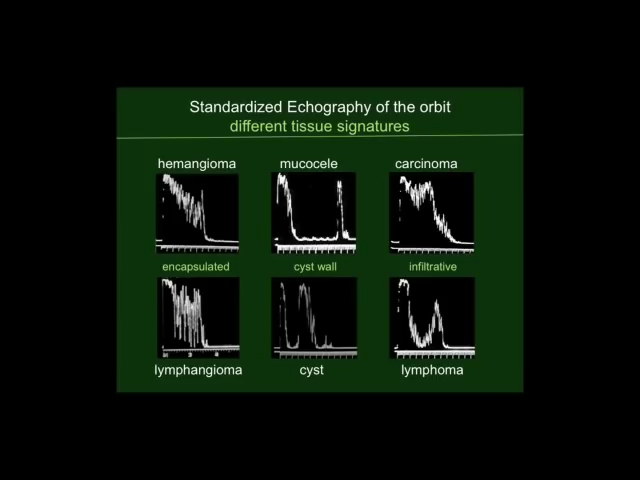 Standardized Echography of the orbit
different tissue signatures
hemangioma mucocele carcinoma
encapsulated cyst wall infiltrative
lymphangioma cyst lymphoma